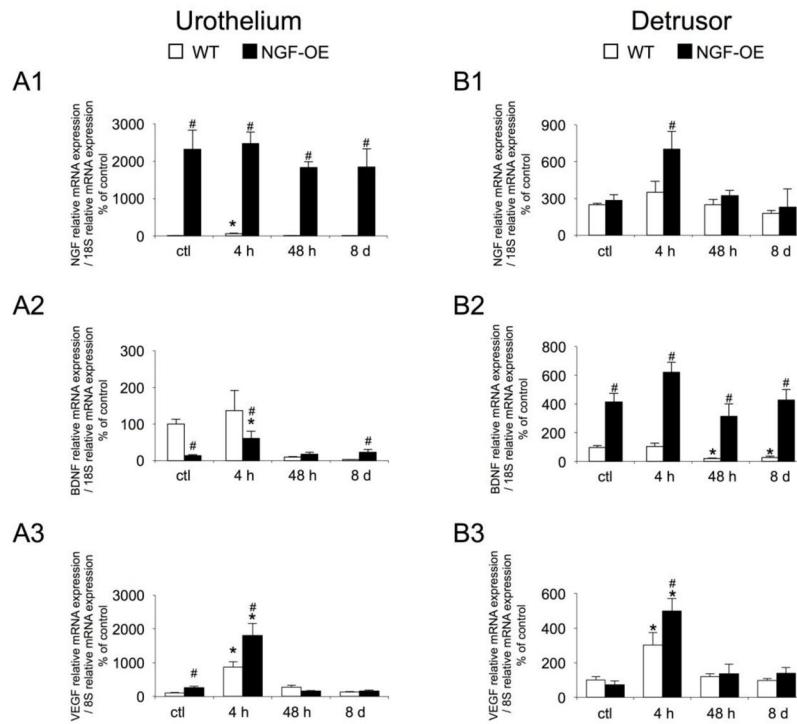 Urothelium
WT NGF-OE
Detrusor
WT NGF-OE
A1
NGF relative mRNA expression
/ 18S relative mRNA expression
% of control
3000
2000
1000
0
#
*
#
#
#
ctl 4 h 48 h 8 d
B1
NGF relative mRNA expression
/ 18S relative mRNA expression
% of control
900
600
300
0
#
ctl 4 h 48 h 8 d
A2
BDNF relative mRNA expression
/ 18S relative mRNA expression
% of control
300
200
100
0
#
#
*
#
ctl 4 h 48 h 8 d
B2
BDNF relative mRNA expression
/ 18S relative mRNA expression
% of control
800
600
400
200
0
#
#
*
#
*
#
ctl 4 h 48 h 8 d
A3
VEGF relative mRNA expression
/ 8S relative mRNA expression
% of control
3000
2000
1000
0
#
*
#
*
ctl 4 h 48 h 8 d
B3
VEGF relative mRNA expression
/ 8S relative mRNA expression
% of control
600
400
200
0
*
#
*
ctl 4 h 48 h 8 d